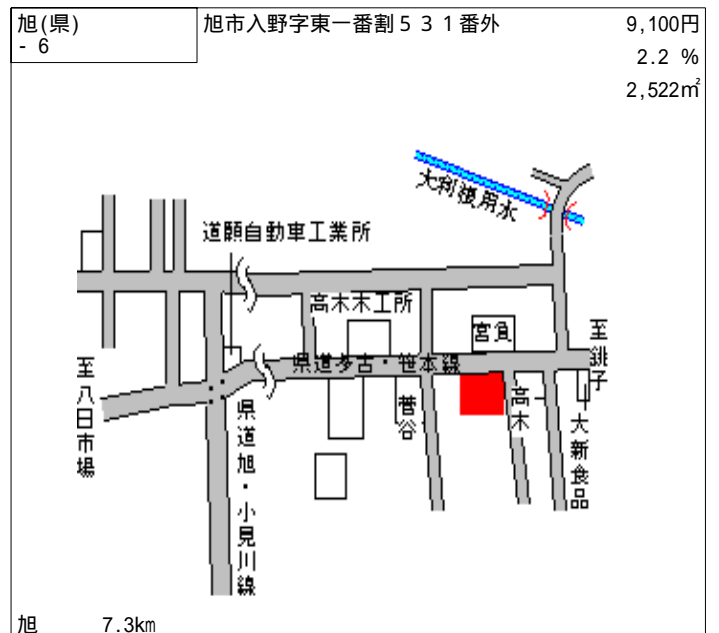 旭(県)
- 6
旭市入野字東一番割５３１番外
9,100円
2.2 %
2,522㎡
大利根用水
道願自動車工業所
高木木工所
宮負
至銚子
県道多古・笹本線
至八日市場
菅谷
高木
大新食品
県道旭・小見川線
旭 7.3km